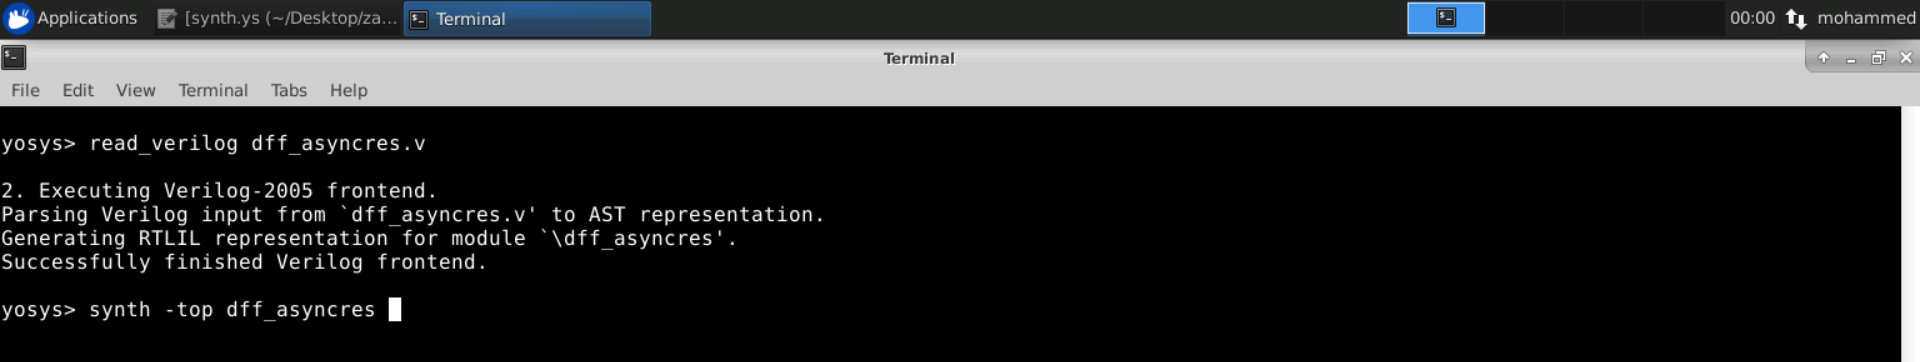 Applications [synth.ys (~/Desktop/za... Terminal 00:00 mohammed
Terminal
File Edit View Terminal Tabs Help
yosys> read_verilog dff_asyncres.v
2. Executing Verilog-2005 frontend.
Parsing Verilog input from `dff_asyncres.v' to AST representation.
Generating RTLIL representation for module `\dff_asyncres'.
Successfully finished Verilog frontend.
yosys> synth -top dff_asyncres